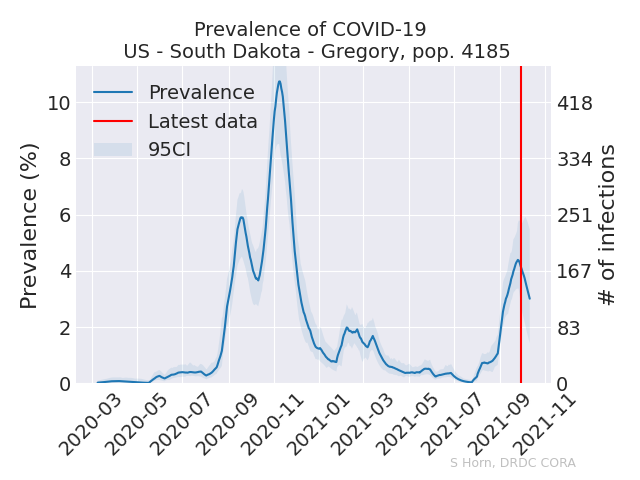 Prevalence of COVID-19
US - South Dakota - Gregory, pop. 4185
Prevalence
Latest data
95CI
Prevalence (%)
10
8
6
4
2
0
418
334
251
167
83
0
# of infections
2020-03
2020-05
2020-07
2020-09
2020-11
2021-01
2021-03
2021-05
2021-07
2021-09
2021-11
S Horn, DRDC CORA